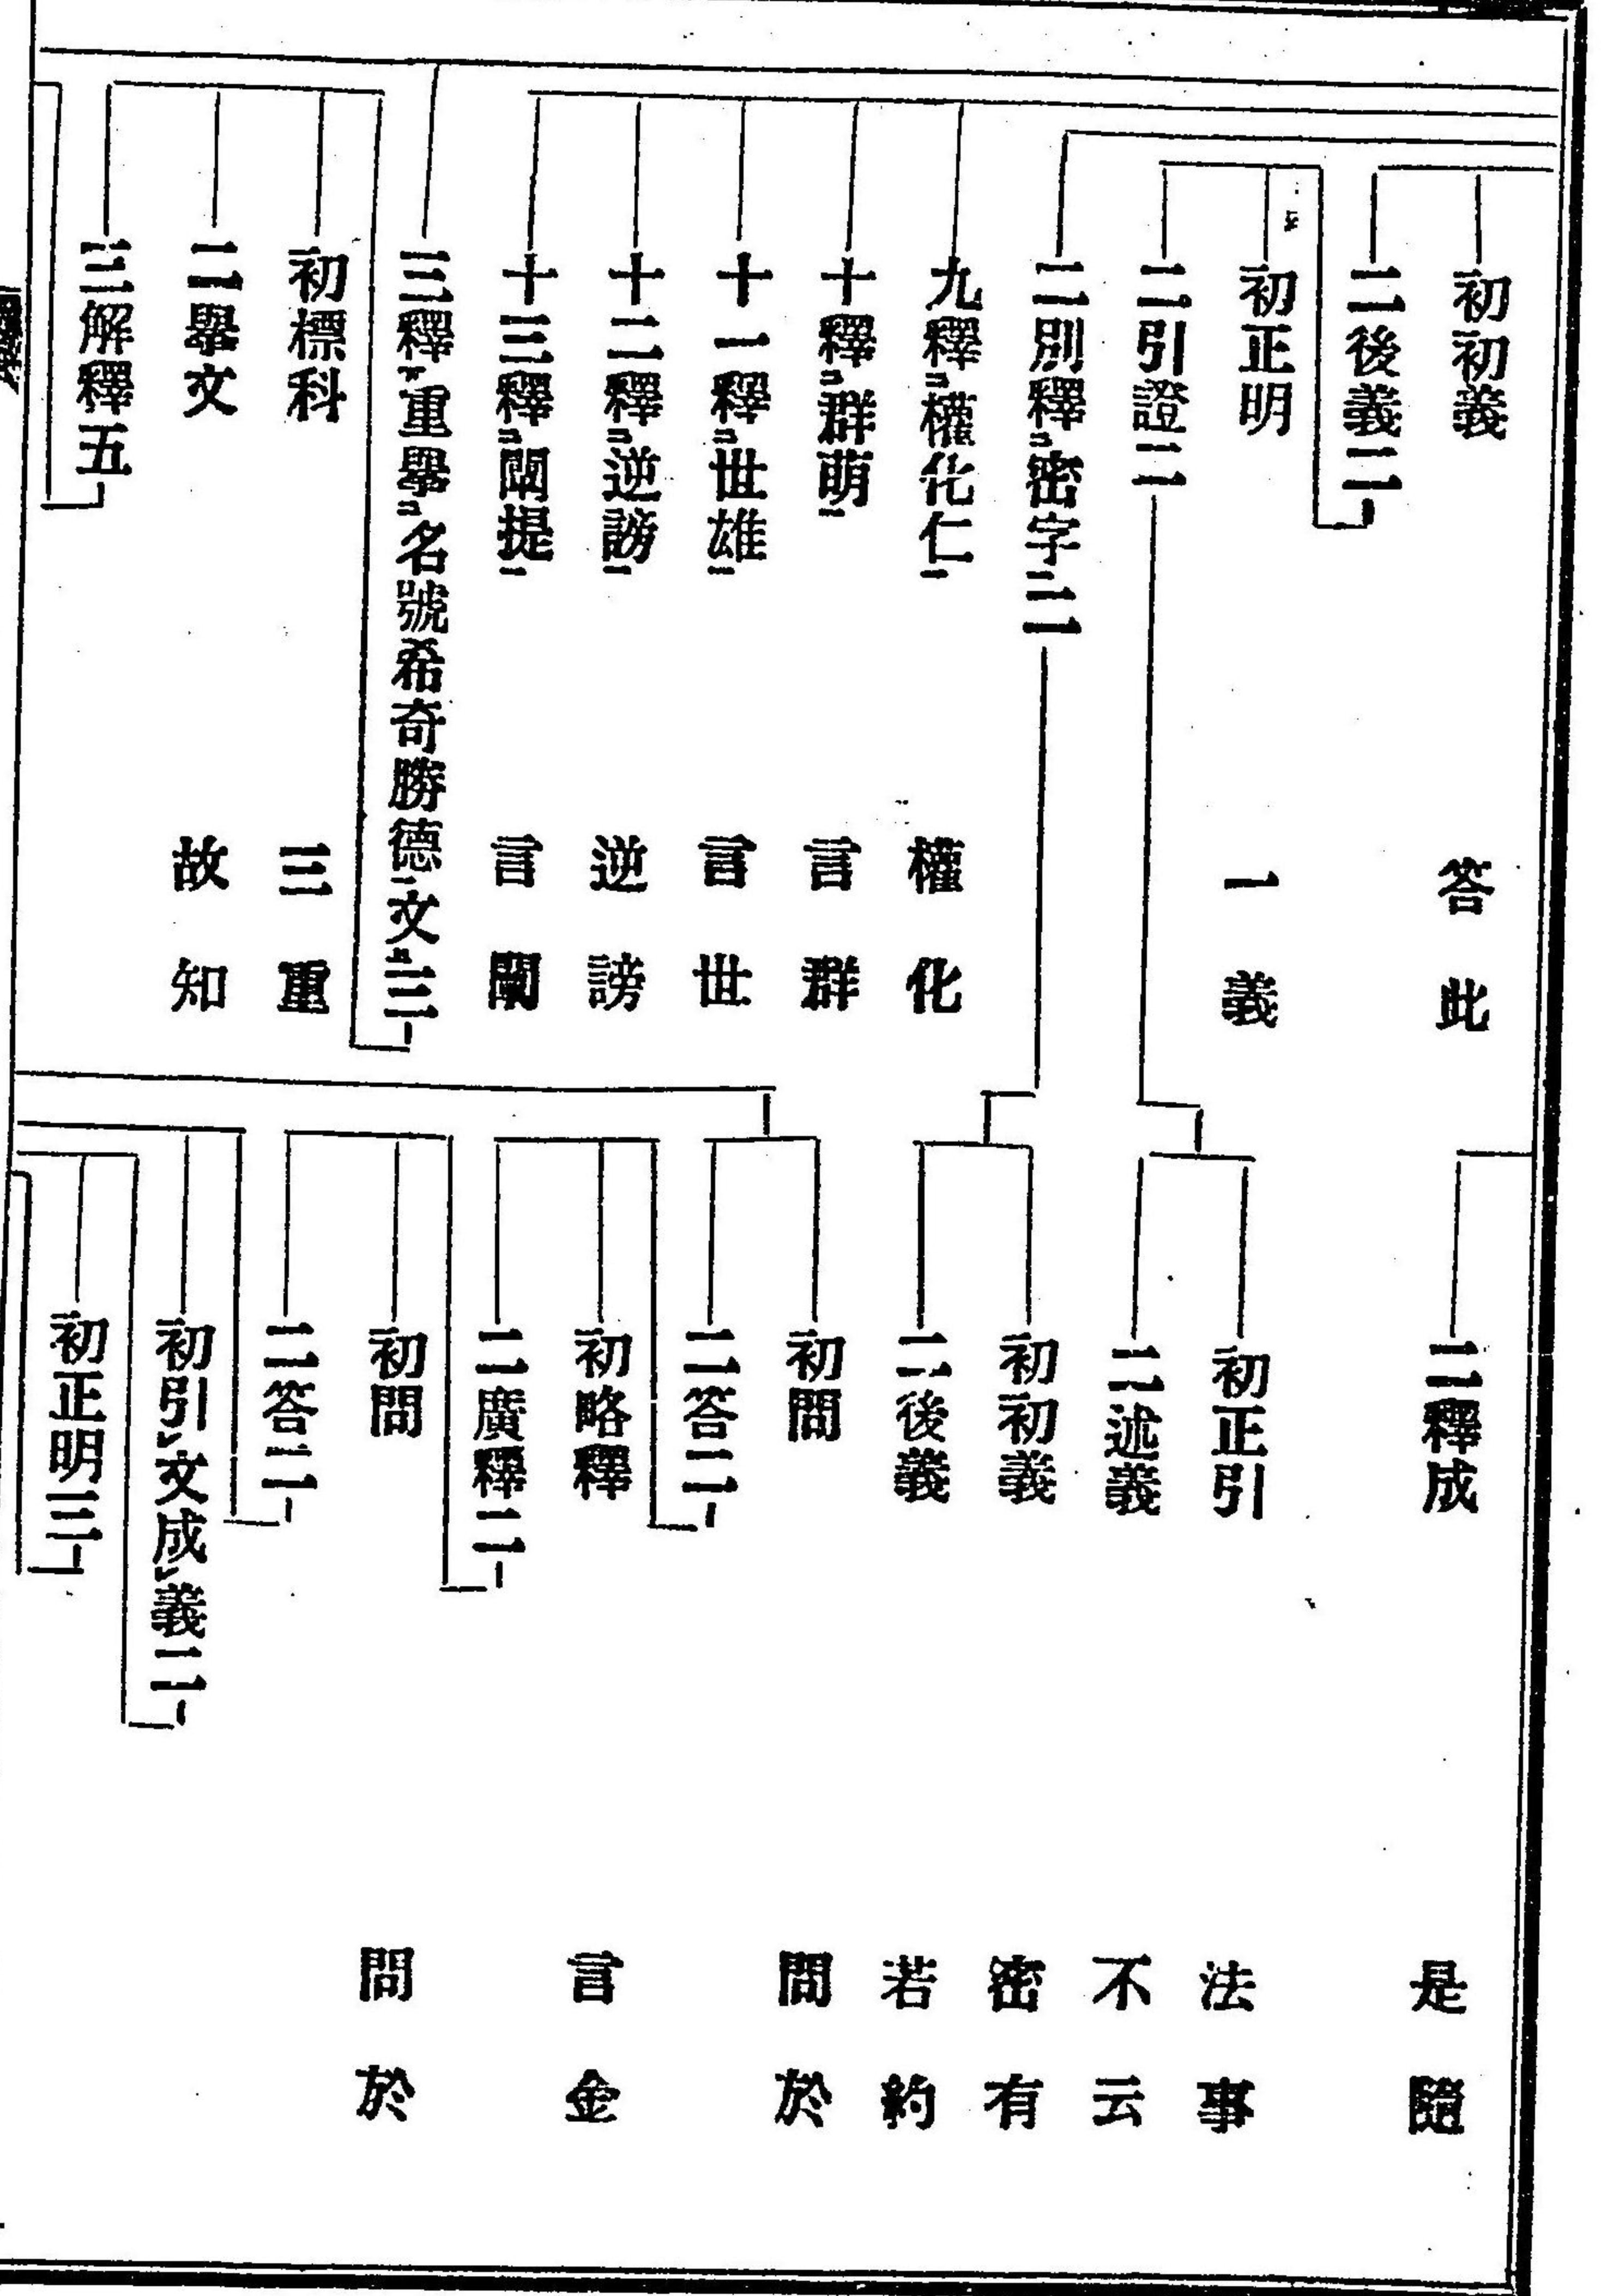 初初義　答此
二後義二
初正明　一義
二引證二
二別釋密字二
九釋權化仁　權化
十釋群萌　言群
十一釋世雄　言世
十二釋逆謗　逆謗
十三釋闡提　言闡
三釋重擧名號希奇勝德文三
初標科　三重
二擧文　故知
三解釋五
二釋成　是隨
初正引　法事
二述義　不云
初初義　密有
二後義　若約
初問　問於
二答二
初略釋　言金
二廣釋二
初問　問於
二答二
初引文成義二
初正明三